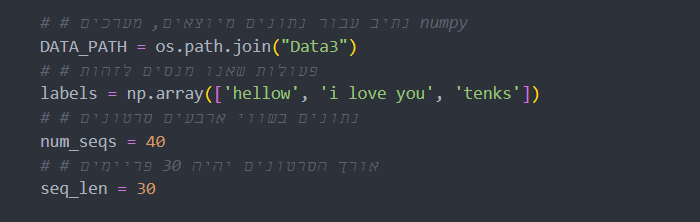 # # נתיב עבור נתונים מיוצאים, מערכים numpy
DATA_PATH = os.path.join("Data3")
# # פעולות שאנו מנסים לזהות
labels = np.array(['hellow', 'i love you', 'tenks'])
# # נתונים בשווי ארבעים סרטונים
num_seqs = 40
# # אורך הסרטונים יהיה 30 פריימים
seq_len = 30